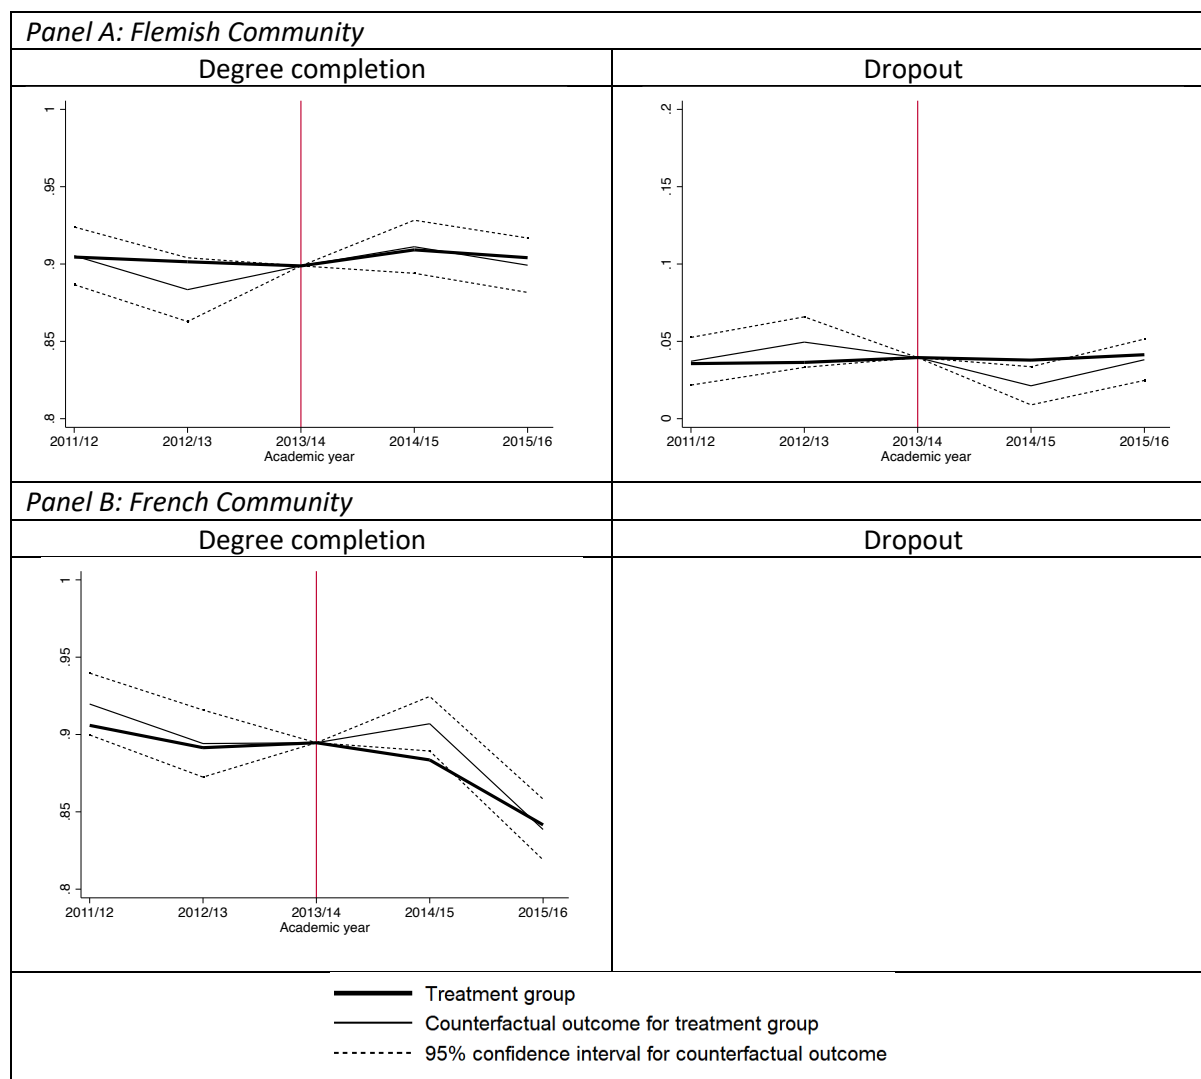 Panel A: Flemish Community
Degree completion
Dropout
1
.95
.9
.85
.8
2011/12 2012/13 2013/14 2014/15 2015/16
Academic year
.2
.15
.1
.05
0
2011/12 2012/13 2013/14 2014/15 2015/16
Academic year
Panel B: French Community
Degree completion
Dropout
1
.95
.9
.85
.8
2011/12 2012/13 2013/14 2014/15 2015/16
Academic year
Treatment group
Counterfactual outcome for treatment group
95% confidence interval for counterfactual outcome